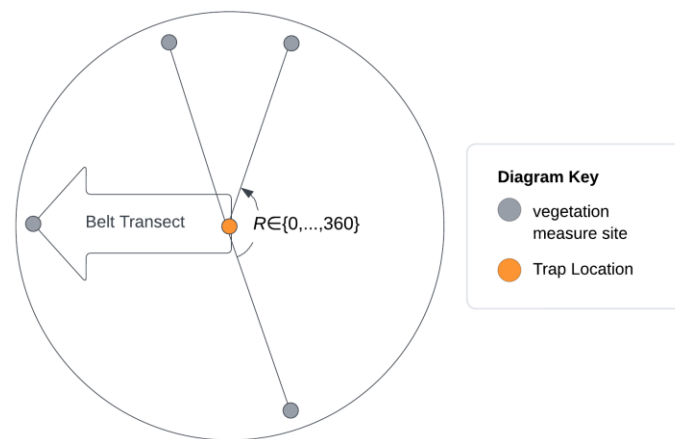 Belt Transect
R∈{0,...,360}
Diagram Key
vegetation
measure site
Trap Location